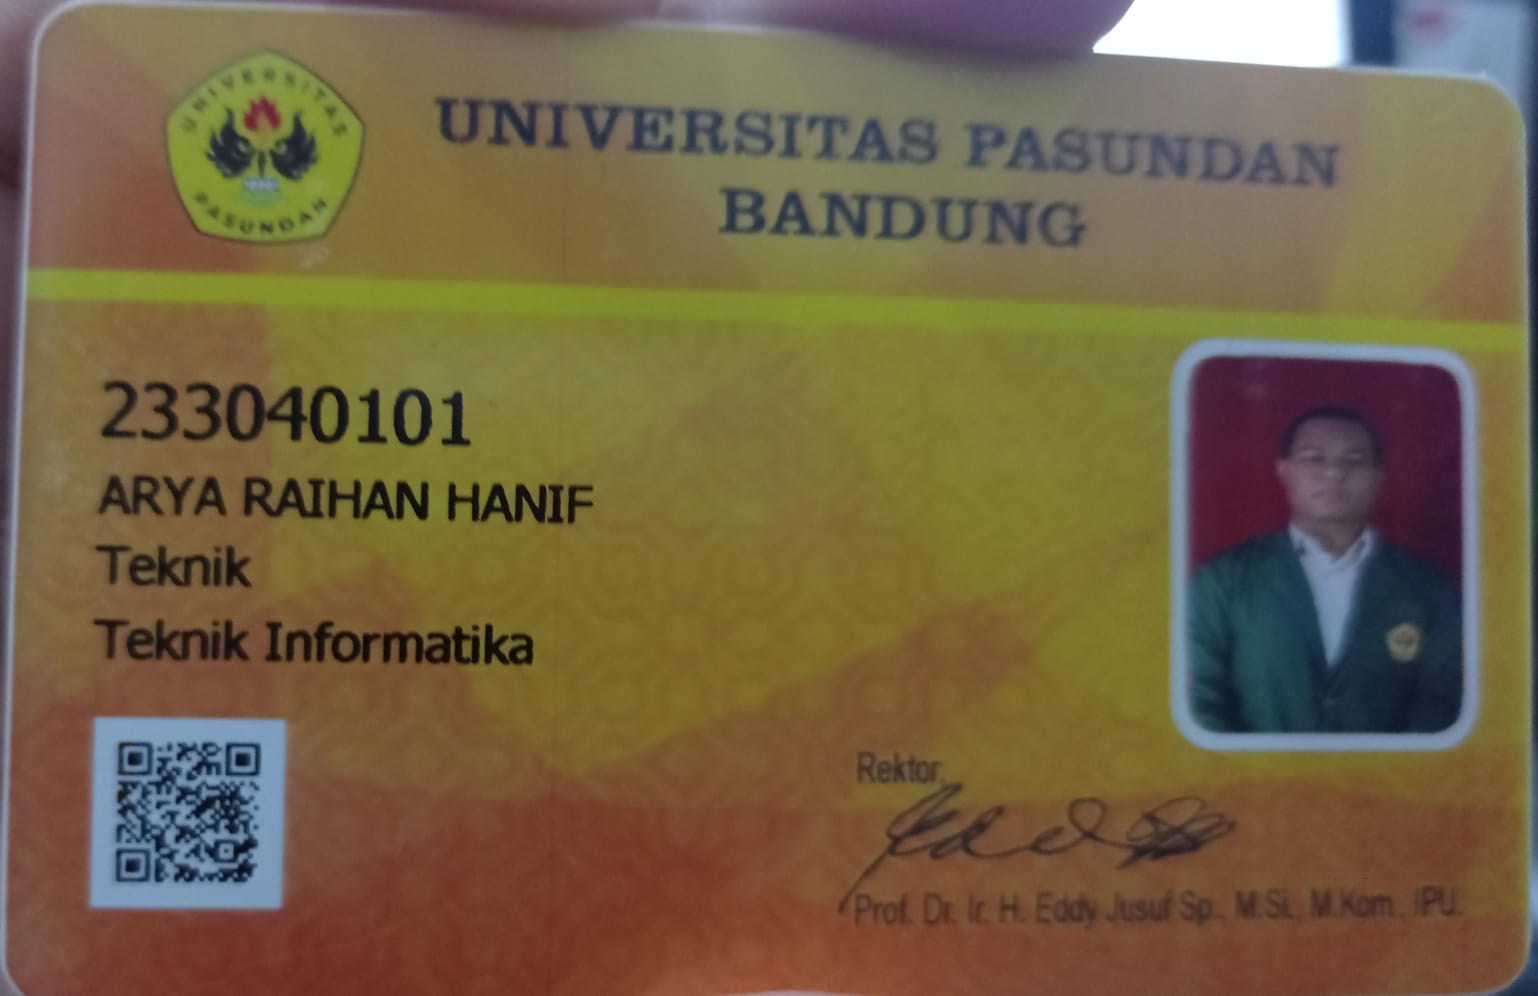 UNIVERSITAS PASUNDAN
UNIVERSITAS PASUNDAN
BANDUNG
233040101
ARYA RAIHAN HANIF
Teknik
Teknik Informatika
Rektor,
Prof. Dr. Ir. H. Eddy Jusuf Sp., M.Si., M.Kom., IPU.